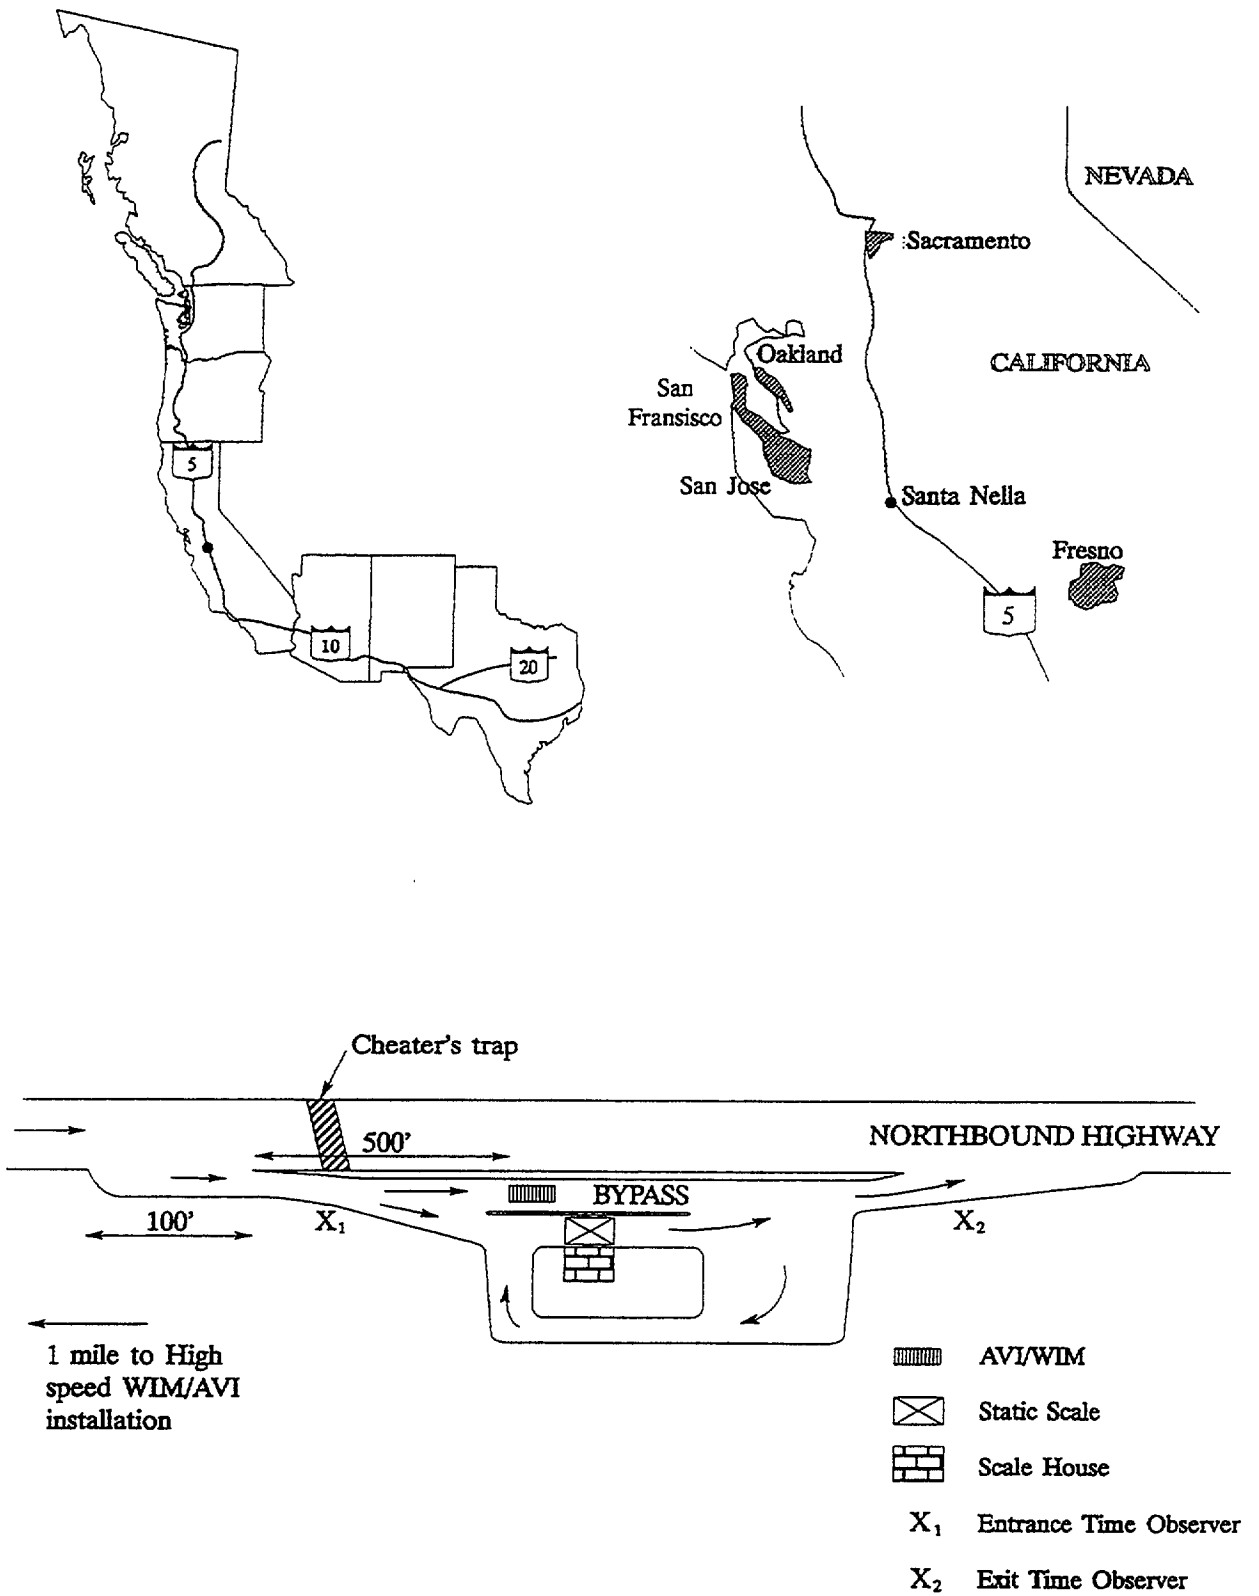 5
10
20
NEVADA
Sacramento
Oakland
CALIFORNIA
San
Fransisco
San Jose
Santa Nella
Fresno
5
Cheater's trap
500'
NORTHBOUND HIGHWAY
BYPASS
100'
X₁
X₂
1 mile to High
speed WIM/AVI
installation
AVI/WIM
Static Scale
Scale House
X₁ Entrance Time Observer
X₂ Exit Time Observer